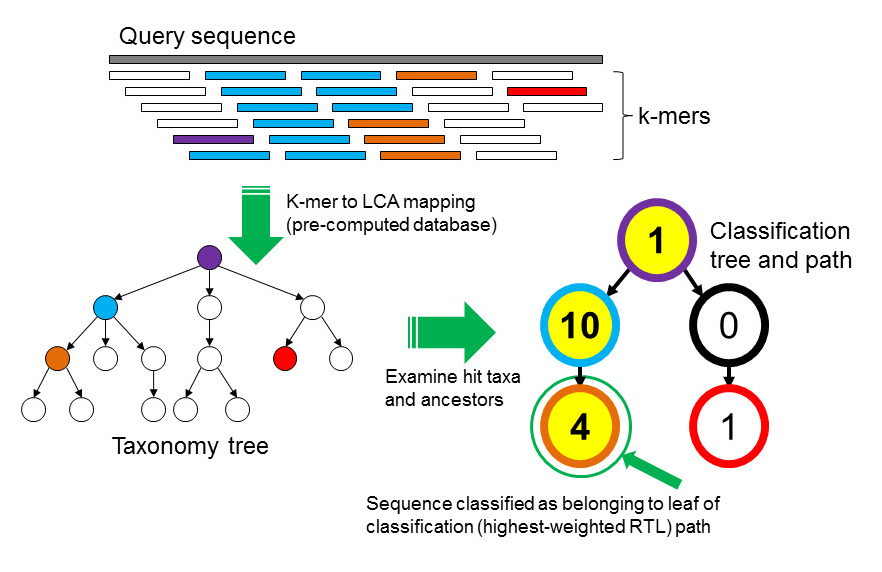 Query sequence
k-mers
K-mer to LCA mapping
(pre-computed database)
Classification
tree and path
1
10
0
4
1
Examine hit taxa
and ancestors
Taxonomy tree
Sequence classified as belonging to leaf of
classification (highest-weighted RTL) path